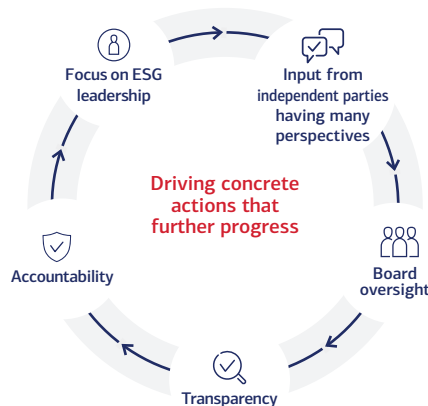 Focus on ESG
leadership
Input from
independent parties
having many
perspectives
Driving concrete
actions that
further progress
Accountability
Board
oversight
Transparency